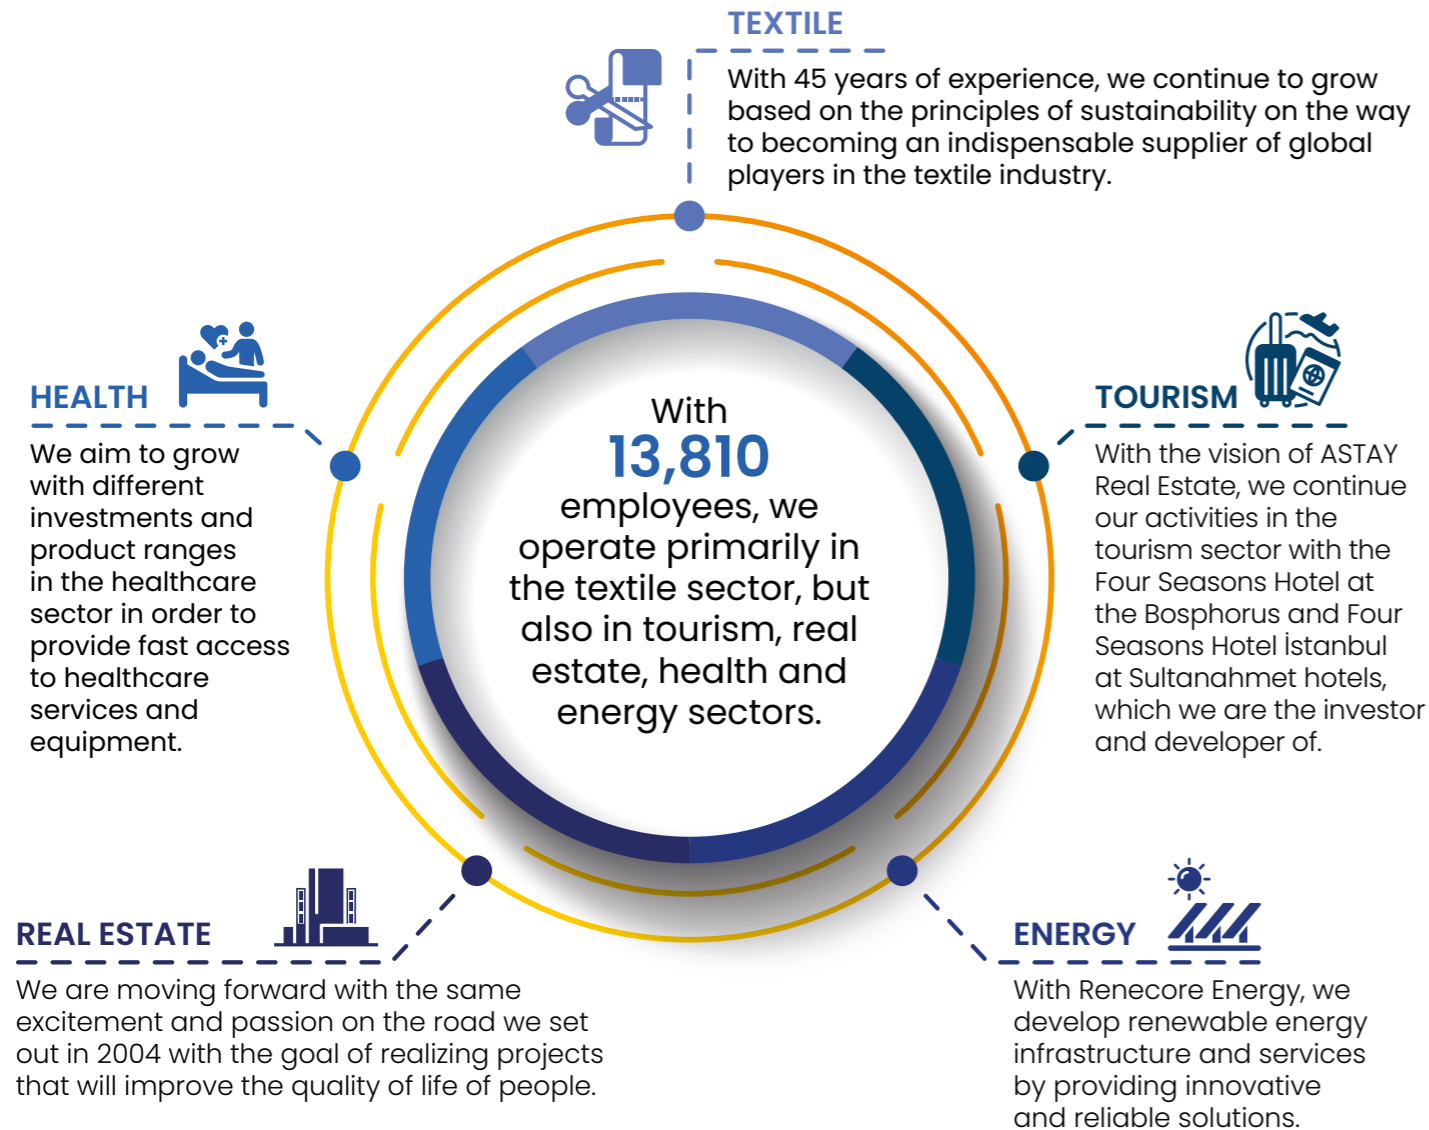 TEXTILE
With 45 years of experience, we continue to grow
based on the principles of sustainability on the way
to becoming an indispensable supplier of global
players in the textile industry.
HEALTH
We aim to grow
with different
investments and
product ranges
in the healthcare
sector in order to
provide fast access
to healthcare
services and
equipment.
With
13,810
employees, we
operate primarily in
the textile sector, but
also in tourism, real
estate, health and
energy sectors.
TOURISM
With the vision of ASTAY
Real Estate, we continue
our activities in the
tourism sector with the
Four Seasons Hotel at
the Bosphorus and Four
Seasons Hotel İstanbul
at Sultanahmet hotels,
which we are the investor
and developer of.
REAL ESTATE
We are moving forward with the same
excitement and passion on the road we set
out in 2004 with the goal of realizing projects
that will improve the quality of life of people.
ENERGY
With Renecore Energy, we
develop renewable energy
infrastructure and services
by providing innovative
and reliable solutions.